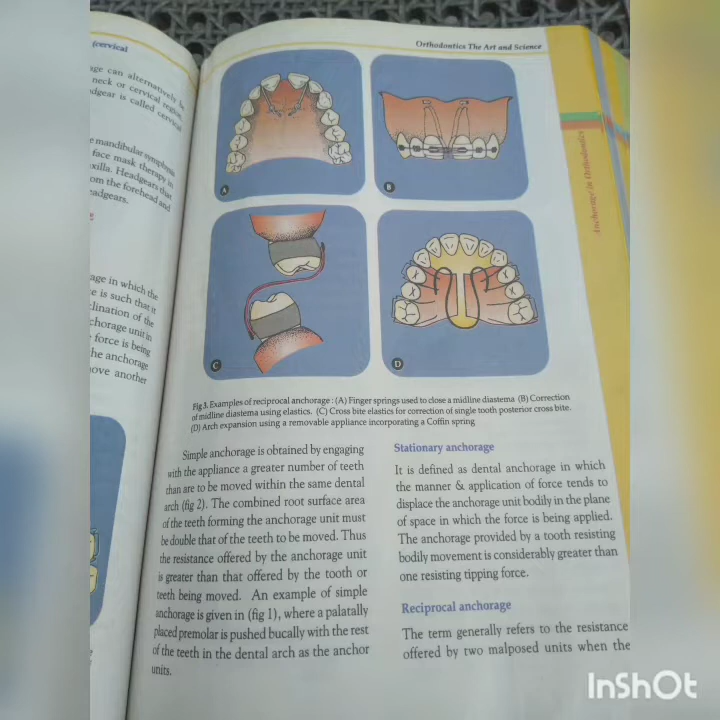 (cervical
age can alternatively be
neck or cervical region.
adgear is called cervical
e mandibular symphysis
face mask therapy in
xilla. Headgears that
om the forehead and
eadgears.
e
age in which the
e is such that it
clination of the
chorage unit in
force is being
he anchorage
ove another
Orthodontics The Art and Science
A
B
C
D
Anchorage in Orthodontics
Fig 3. Examples of reciprocal anchorage : (A) Finger springs used to close a midline diastema (B) Correction
of midline diastema using elastics. (C) Cross bite elastics for correction of single tooth posterior cross bite.
(D) Arch expansion using a removable appliance incorporating a Coffin spring
Simple anchorage is obtained by engaging
with the appliance a greater number of teeth
than are to be moved within the same dental
arch (fig 2). The combined root surface area
of the teeth forming the anchorage unit must
be double that of the teeth to be moved. Thus
the resistance offered by the anchorage unit
is greater than that offered by the tooth or
teeth being moved. An example of simple
anchorage is given in (fig 1), where a palatally
placed premolar is pushed bucally with the rest
of the teeth in the dental arch as the anchor
units.
Stationary anchorage
It is defined as dental anchorage in which
the manner & application of force tends to
displace the anchorage unit bodily in the plane
of space in which the force is being applied.
The anchorage provided by a tooth resisting
bodily movement is considerably greater than
one resisting tipping force.
Reciprocal anchorage
The term generally refers to the resistance
offered by two malposed units when the
InShOt